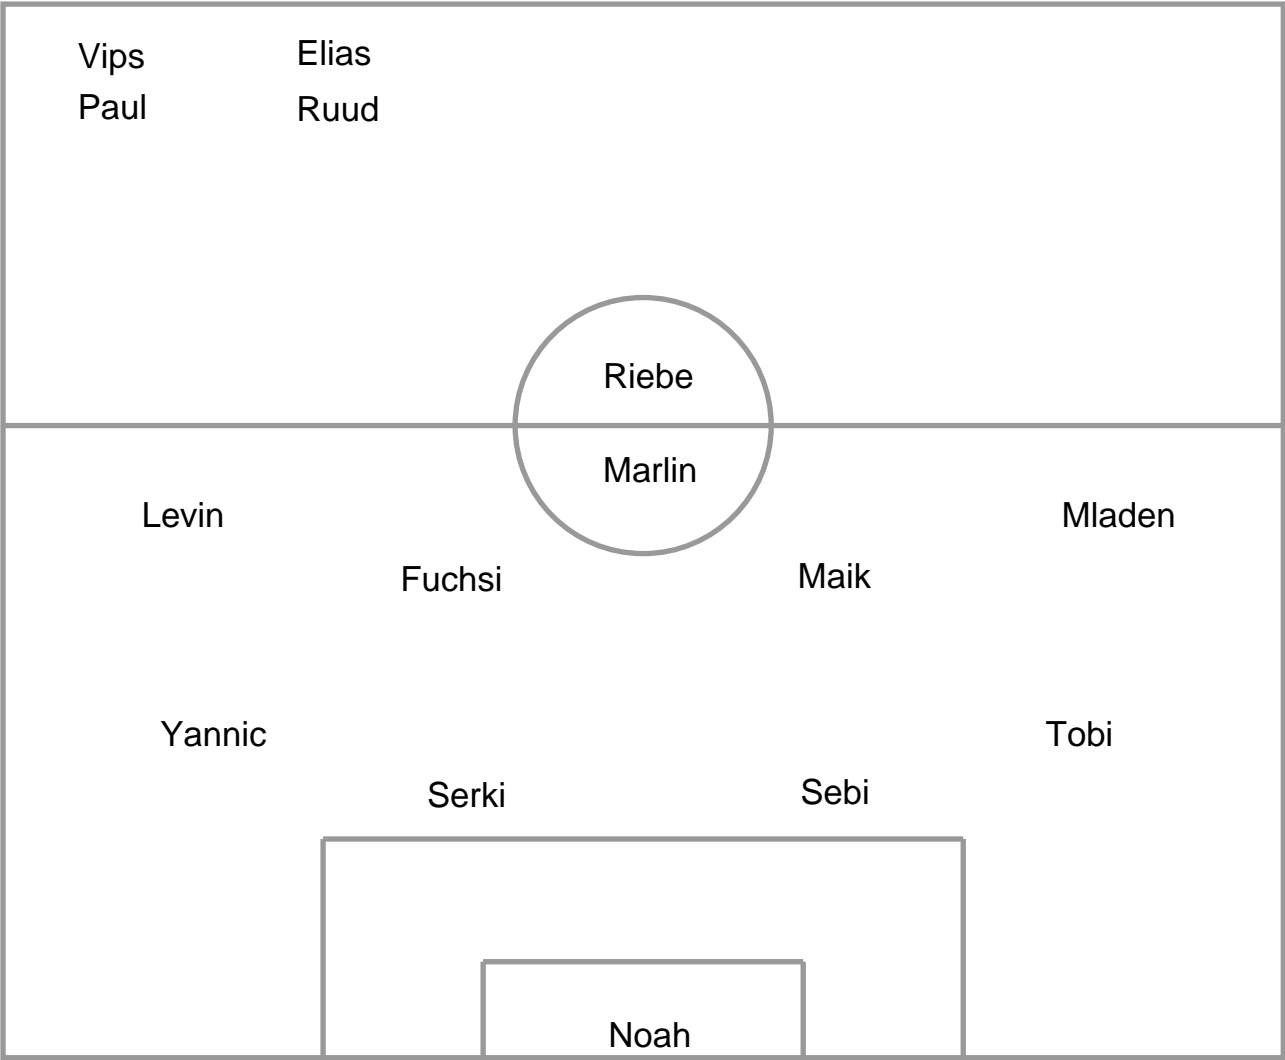 Vips Elias
Paul Ruud
Riebe
Marlin
Levin Mladen
Fuchsi Maik
Yannic Tobi
Serki Sebi
Noah